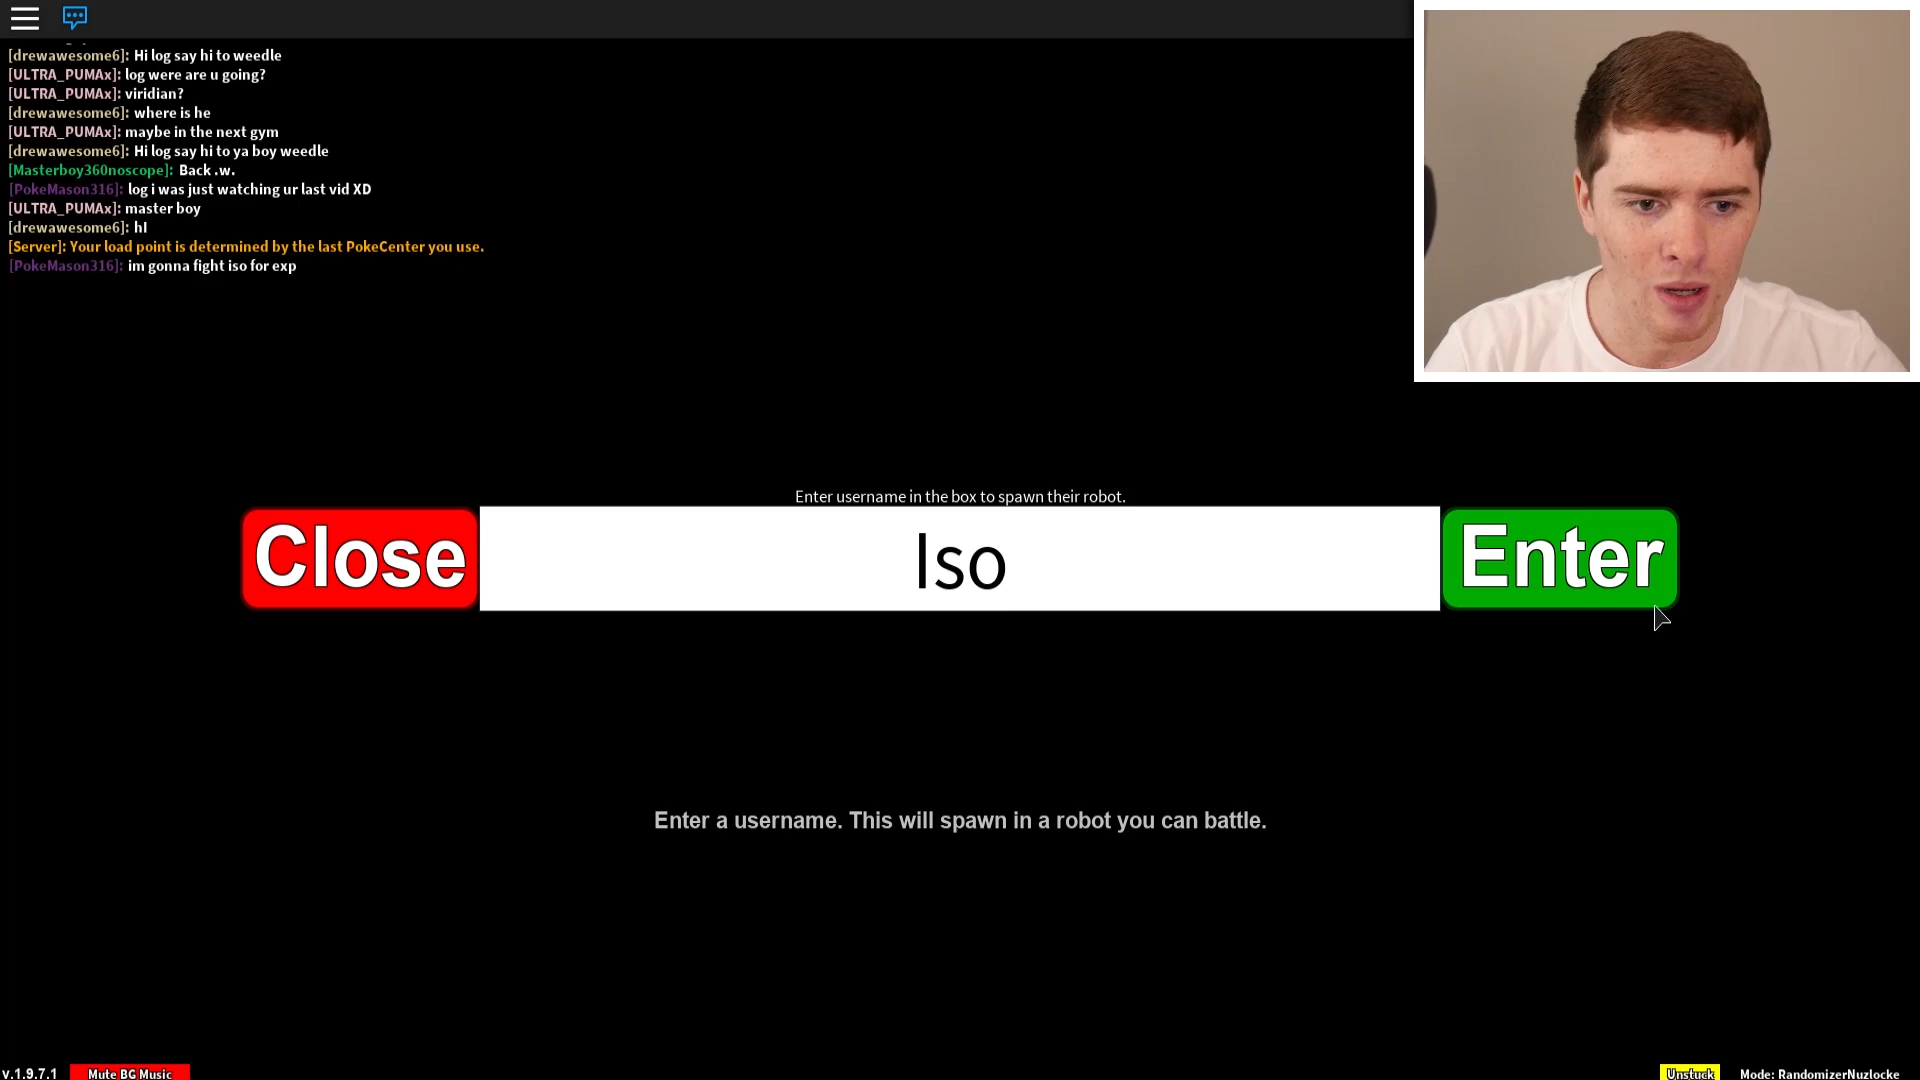 [drewawesome6]: Hi log say hi to weedle
[ULTRA_PUMAx]: log were are u going?
[ULTRA_PUMAx]: viridian?
[drewawesome6]: where is he
[ULTRA_PUMAx]: maybe in the next gym
[drewawesome6]: Hi log say hi to ya boy weedle
[Masterboy360noscope]: Back .w.
[PokeMason316]: log i was just watching ur last vid XD
[ULTRA_PUMAx]: master boy
[drewawesome6]: hI
[Server]: Your load point is determined by the last PokeCenter you use.
[PokeMason316]: im gonna fight iso for exp
Enter username in the box to spawn their robot.
Close
Iso
Enter
Enter a username. This will spawn in a robot you can battle.
v.1.9.7.1
Mute BG Music
Unstuck
Mode: RandomizerNuzlocke